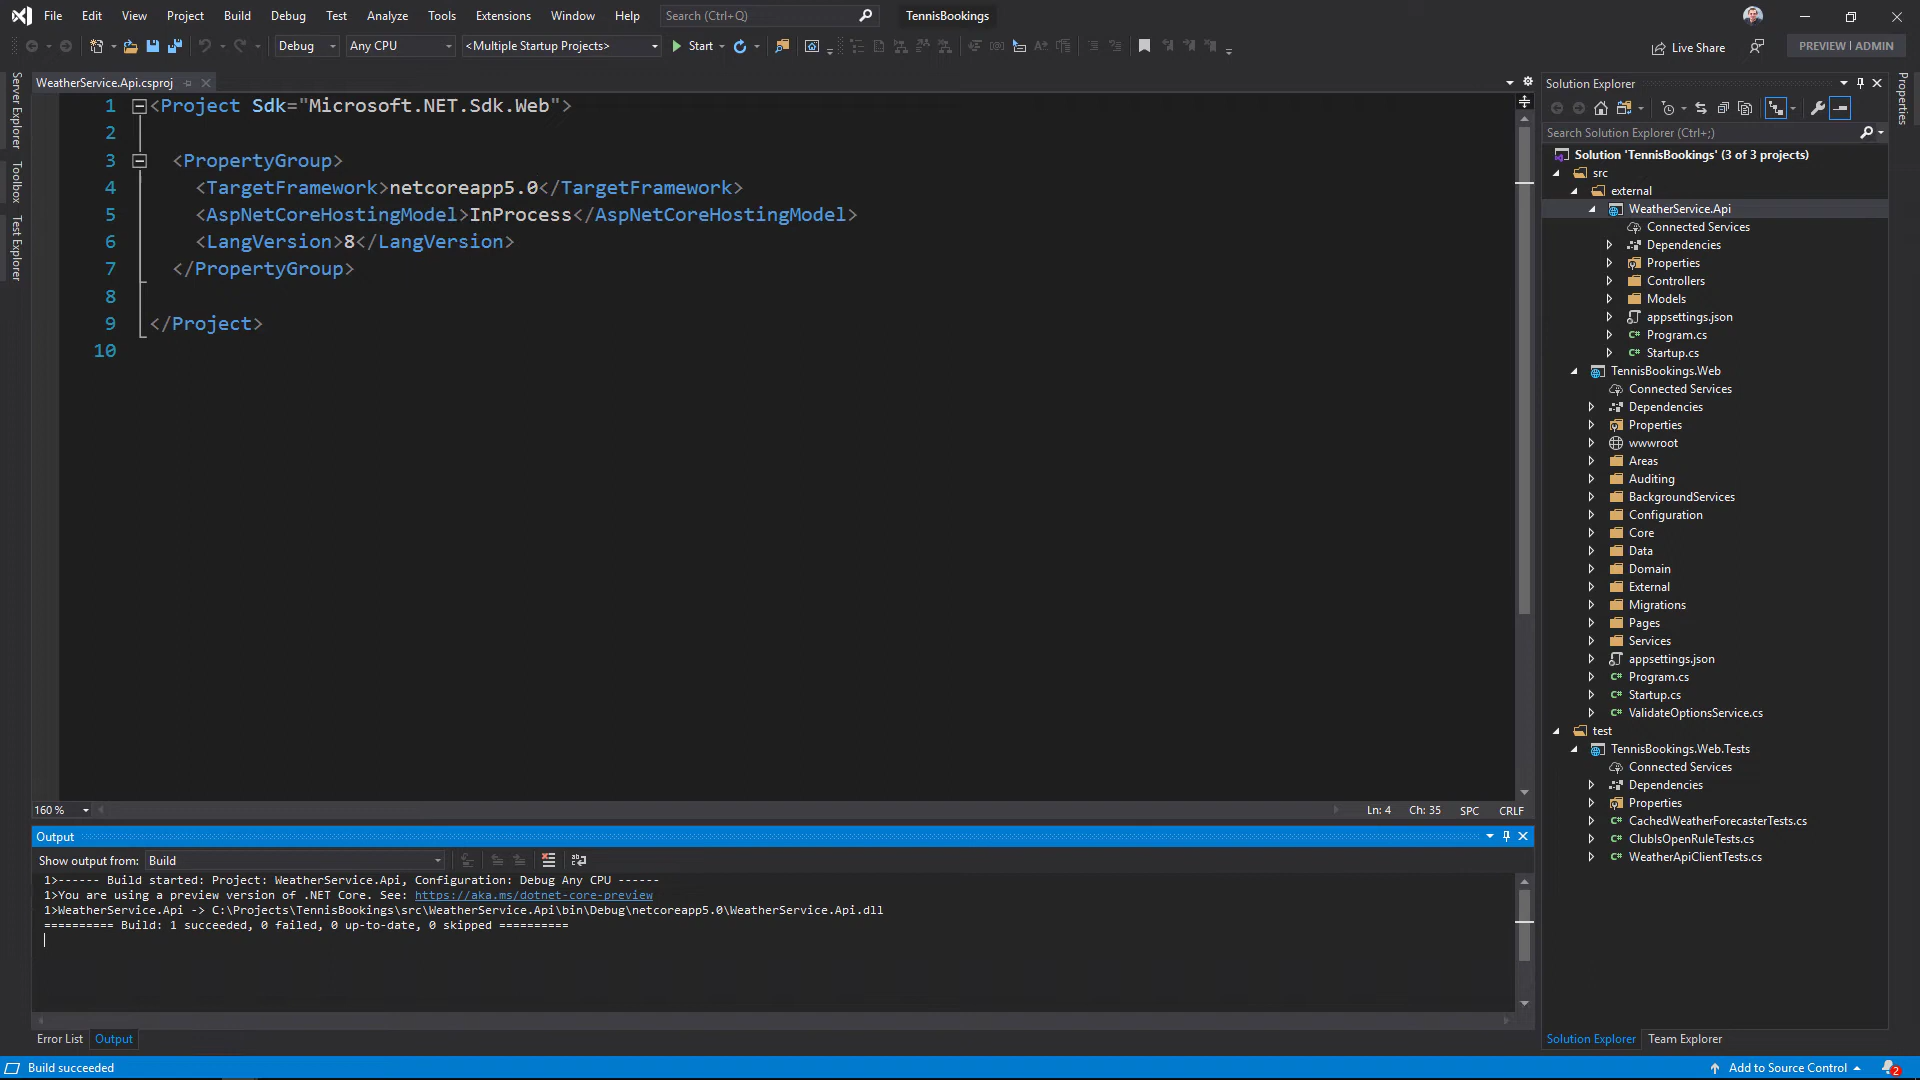 File Edit View Project Build Debug Test Analyze Tools Extensions Window Help Search (Ctrl+Q) TennisBookings
Debug Any CPU <Multiple Startup Projects> Start Live Share PREVIEW | ADMIN
Server Explorer
Toolbox
Test Explorer
WeatherService.Api.csproj
1 <Project Sdk="Microsoft.NET.Sdk.Web">
2
3 <PropertyGroup>
4 <TargetFramework>netcoreapp5.0</TargetFramework>
5 <AspNetCoreHostingModel>InProcess</AspNetCoreHostingModel>
6 <LangVersion>8</LangVersion>
7 </PropertyGroup>
8
9 </Project>
10
160 % Ln: 4 Ch: 35 SPC CRLF
Output
Show output from: Build
1>------ Build started: Project: WeatherService.Api, Configuration: Debug Any CPU ------
1>You are using a preview version of .NET Core. See: https://aka.ms/dotnet-core-preview
1>WeatherService.Api -> C:\Projects\TennisBookings\src\WeatherService.Api\bin\Debug\netcoreapp5.0\WeatherService.Api.dll
========== Build: 1 succeeded, 0 failed, 0 up-to-date, 0 skipped ==========
Error List Output
Solution Explorer
Search Solution Explorer (Ctrl+;)
Solution 'TennisBookings' (3 of 3 projects)
src
external
WeatherService.Api
Connected Services
Dependencies
Properties
Controllers
Models
appsettings.json
C# Program.cs
C# Startup.cs
TennisBookings.Web
Connected Services
Dependencies
Properties
wwwroot
Areas
Auditing
BackgroundServices
Configuration
Core
Data
Domain
External
Migrations
Pages
Services
appsettings.json
C# Program.cs
C# Startup.cs
C# ValidateOptionsService.cs
test
TennisBookings.Web.Tests
Connected Services
Dependencies
Properties
C# CachedWeatherForecasterTests.cs
C# ClubIsOpenRuleTests.cs
C# WeatherApiClientTests.cs
Solution Explorer Team Explorer
Properties
Build succeeded Add to Source Control 2